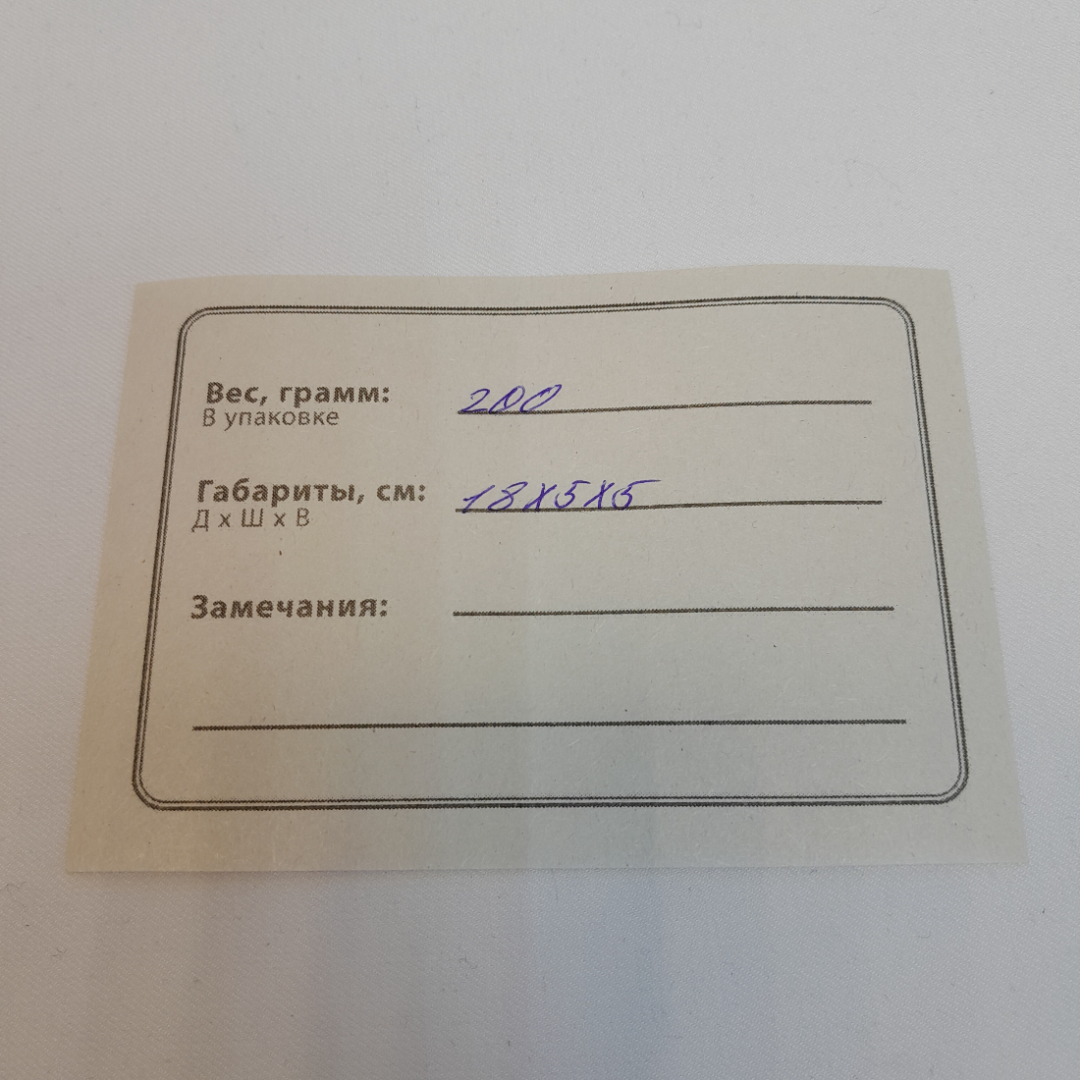 Вес, грамм: 200
В упаковке
Габариты, см: 18х5х5
Д х Ш х В
Замечания: